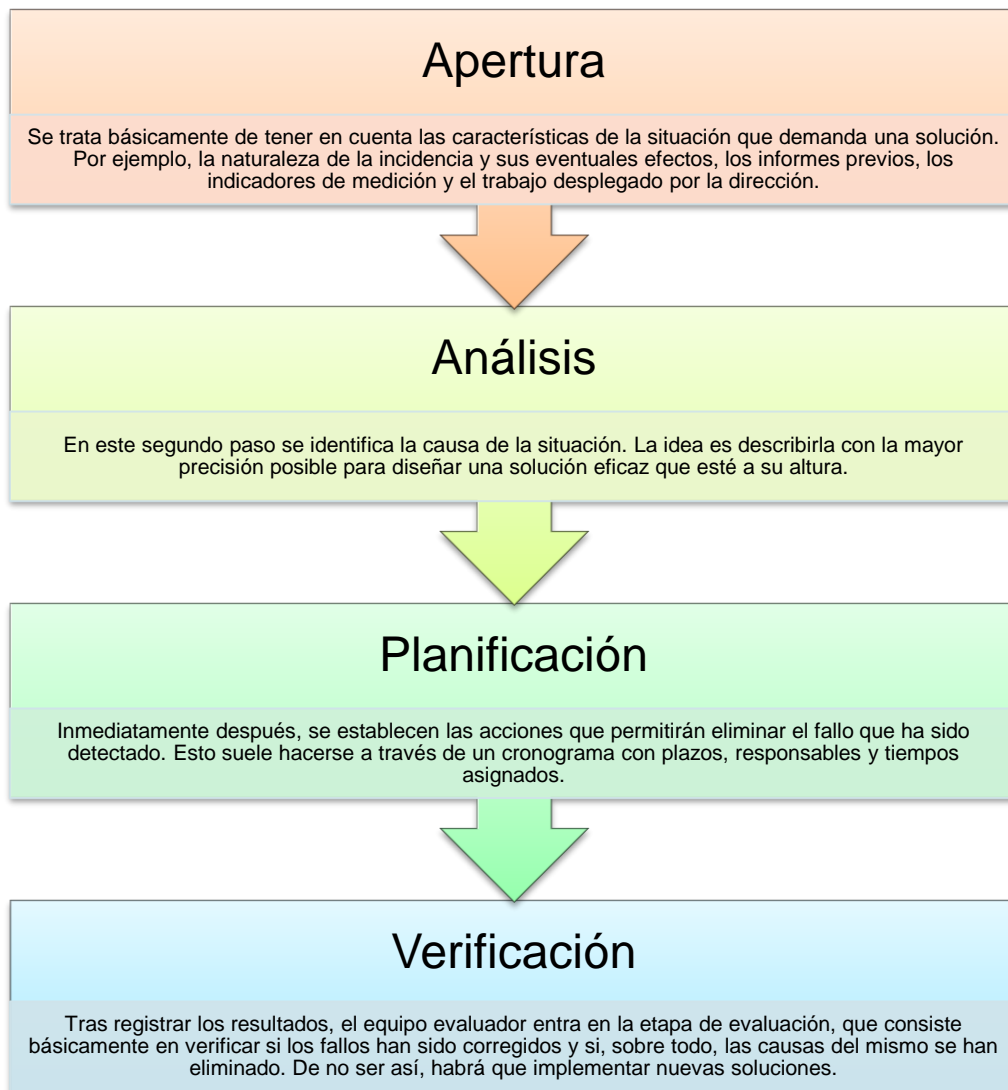 Apertura
Se trata básicamente de tener en cuenta las características de la situación que demanda una solución.
Por ejemplo, la naturaleza de la incidencia y sus eventuales efectos, los informes previos, los
indicadores de medición y el trabajo desplegado por la dirección.
Análisis
En este segundo paso se identifica la causa de la situación. La idea es describirla con la mayor
precisión posible para diseñar una solución eficaz que esté a su altura.
Planificación
Inmediatamente después, se establecen las acciones que permitirán eliminar el fallo que ha sido
detectado. Esto suele hacerse a través de un cronograma con plazos, responsables y tiempos
asignados.
Verificación
Tras registrar los resultados, el equipo evaluador entra en la etapa de evaluación, que consiste
básicamente en verificar si los fallos han sido corregidos y si, sobre todo, las causas del mismo se han
eliminado. De no ser así, habrá que implementar nuevas soluciones.